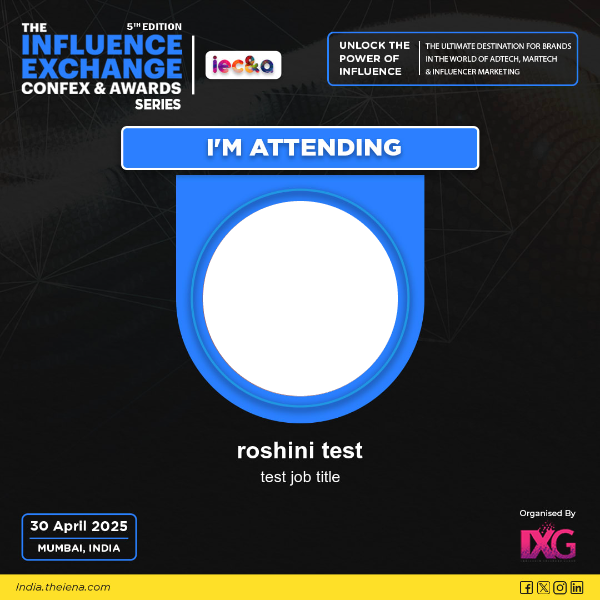 THE
5TH EDITION
INFLUENCE
EXCHANGE
CONFEX & AWARDS
SERIES
iec&a
UNLOCK THE
POWER OF
INFLUENCE
THE ULTIMATE DESTINATION FOR BRANDS
IN THE WORLD OF ADTECH, MARTECH
& INFLUENCER MARKETING
I'M ATTENDING
roshini test
test job title
30 April 2025
MUMBAI, INDIA
Organised By
IXG
India.theiena.com